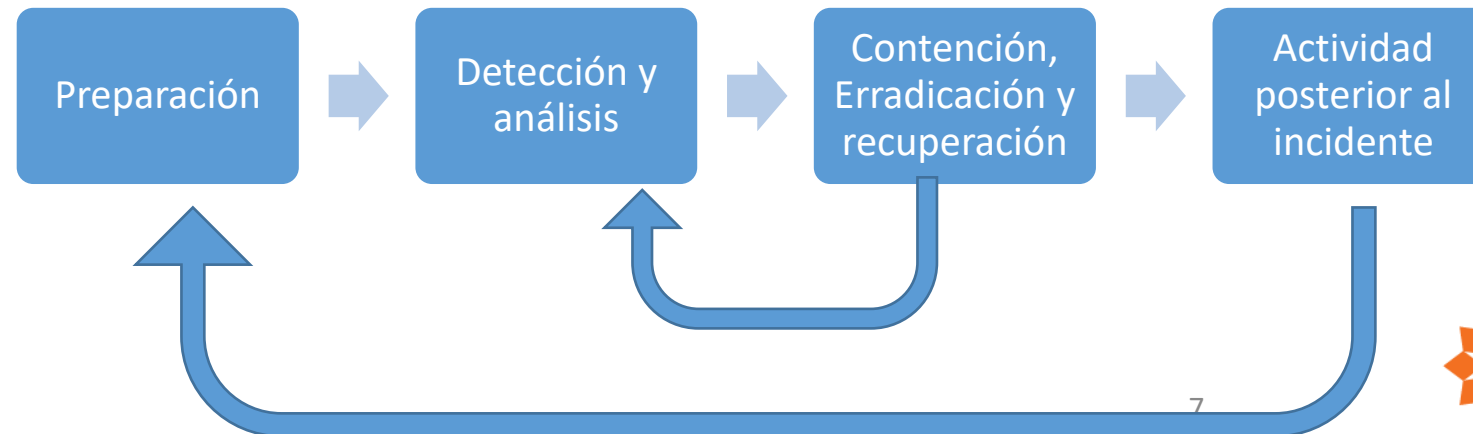 Preparación
Detección y
análisis
Contención,
Erradicación y
recuperación
Actividad
posterior al
incidente
7